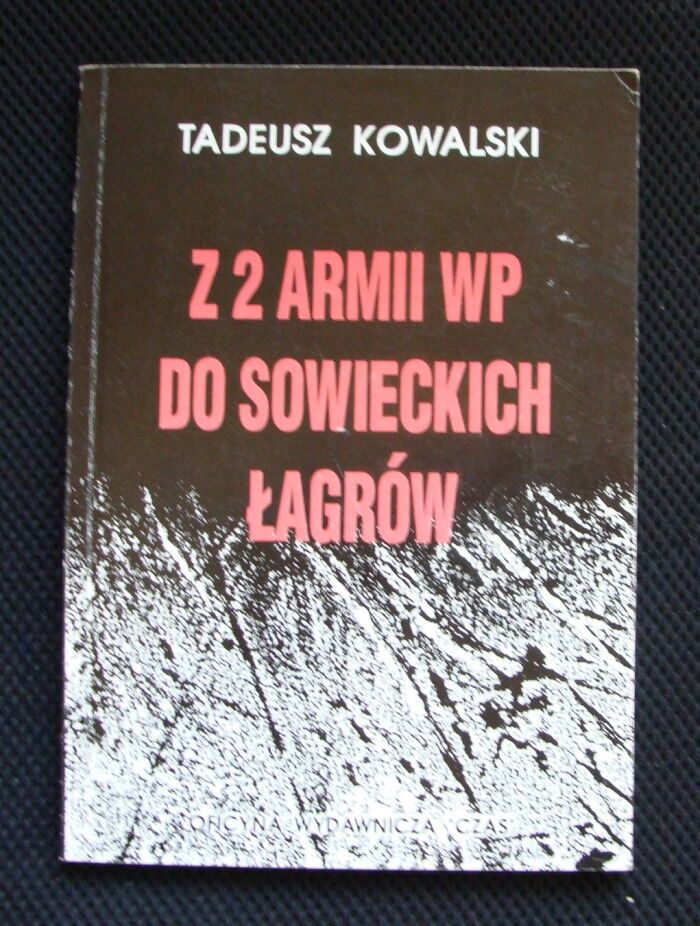 TADEUSZ KOWALSKI
Z 2 ARMII WP
DO SOWIECKICH
ŁAGRÓW
OFICYNA WYDAWNICZA "CZAS"